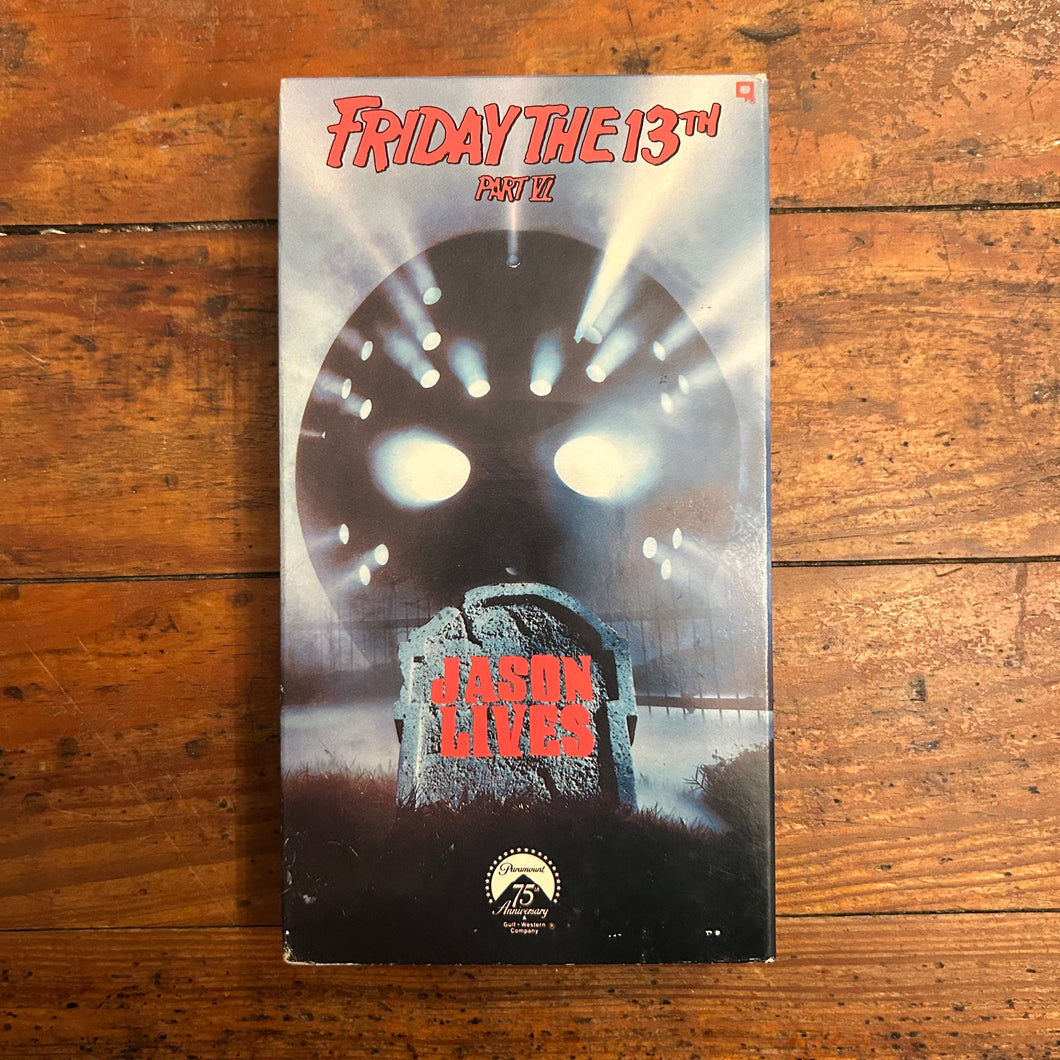 FRIDAY THE 13TH
PART VI
JASON
LIVES
Paramount
75th
Anniversary
A
Gulf+Western
Company
®